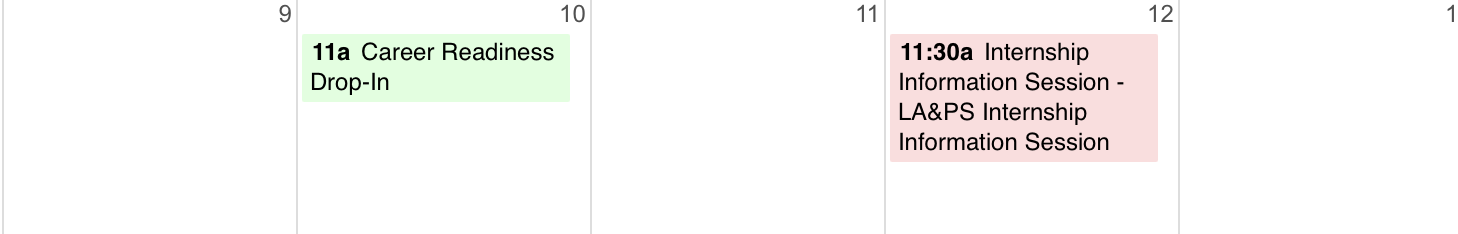 9
10
11
12
1
11a Career Readiness
Drop-In
11:30a Internship
Information Session -
LA&PS Internship
Information Session